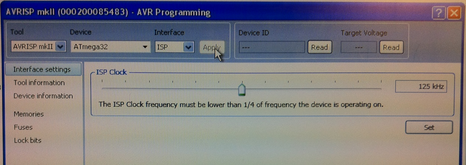 AVRISP mkII (000200085483) - AVR Programming
Tool Device Interface Device ID Target Voltage
AVRISP mkII ATmega32 ISP Apply --- Read --- Read
Interface settings
Tool information
Device information
Memories
Fuses
Lock bits
ISP Clock
125 kHz
The ISP Clock frequency must be lower than 1/4 of frequency the device is operating on.
Set